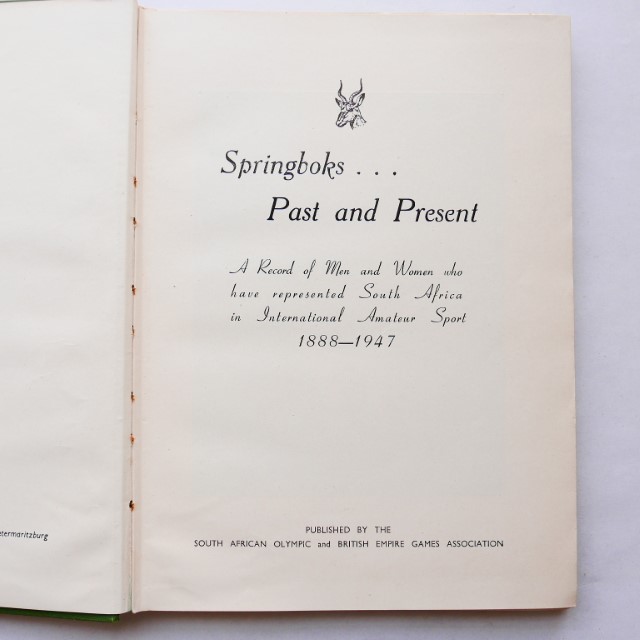 Springboks . . .
Past and Present
A Record of Men and Women who
have represented South Africa
in International Amateur Sport
1888—1947
PUBLISHED BY THE
SOUTH AFRICAN OLYMPIC and BRITISH EMPIRE GAMES ASSOCIATION